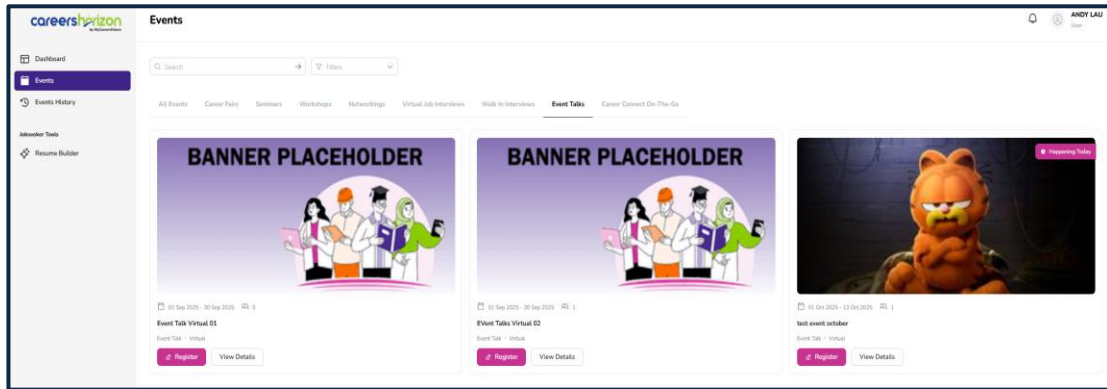 careershorizon
by MyCareersFuture
Events
ANDY LAU
User
Dashboard
Events
Events History
Jobseeker Tools
Resume Builder
Search
Filters
All Events Career Fairs Seminars Workshops Networkings Virtual Job Interviews Walk In Interviews Event Talks Career Connect On-The-Go
BANNER PLACEHOLDER
01 Sep 2025 - 30 Sep 2025 0
Event Talk Virtual 01
Event Talk • Virtual
Register View Details
BANNER PLACEHOLDER
01 Sep 2025 - 30 Sep 2025 1
EVent Talks Virtual 02
Event Talk • Virtual
Register View Details
Happening Today
01 Oct 2025 - 13 Oct 2025 1
test event october
Event Talk • Virtual
Register View Details